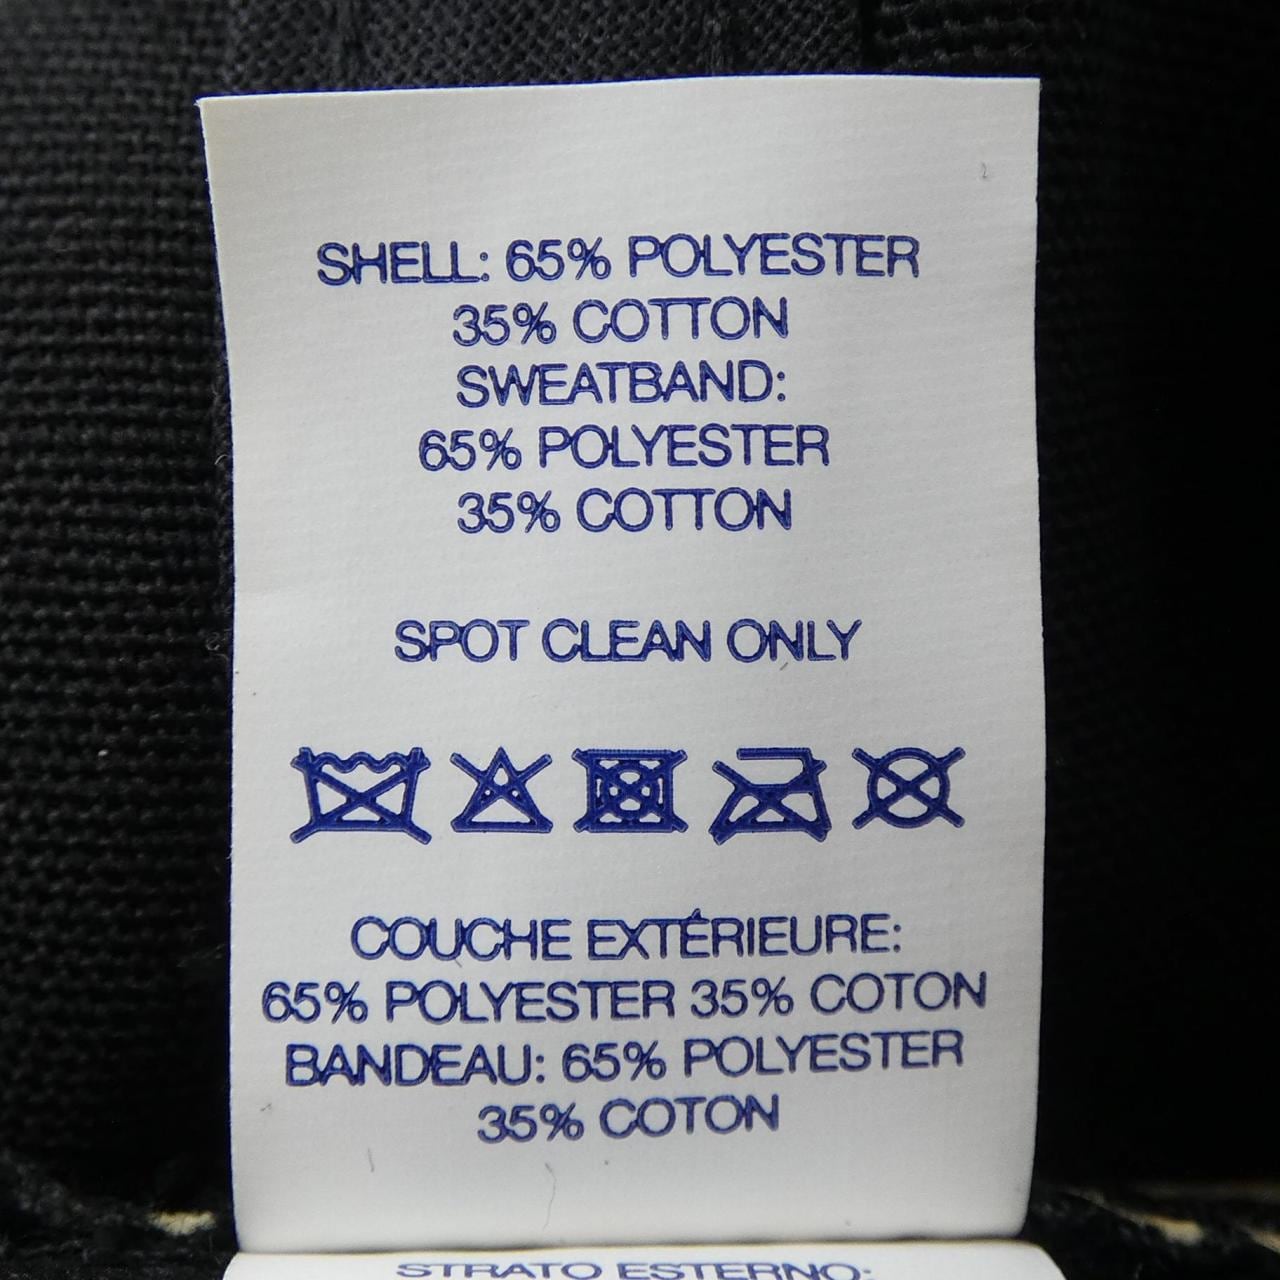 SHELL: 65% POLYESTER
35% COTTON
SWEATBAND:
65% POLYESTER
35% COTTON
SPOT CLEAN ONLY
COUCHE EXTÉRIEURE:
65% POLYESTER 35% COTON
BANDEAU: 65% POLYESTER
35% COTON
STRATO ESTERNO: